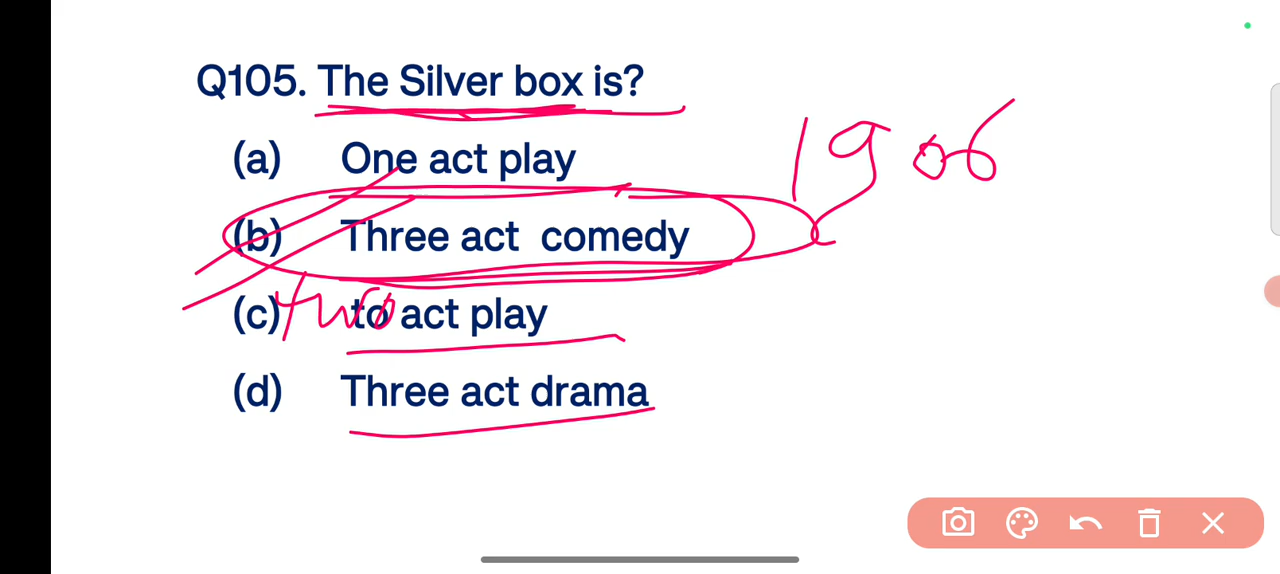 Q105. The Silver box is?
(a) One act play
1906
(b) Three act comedy
(c) two to act play
(d) Three act drama